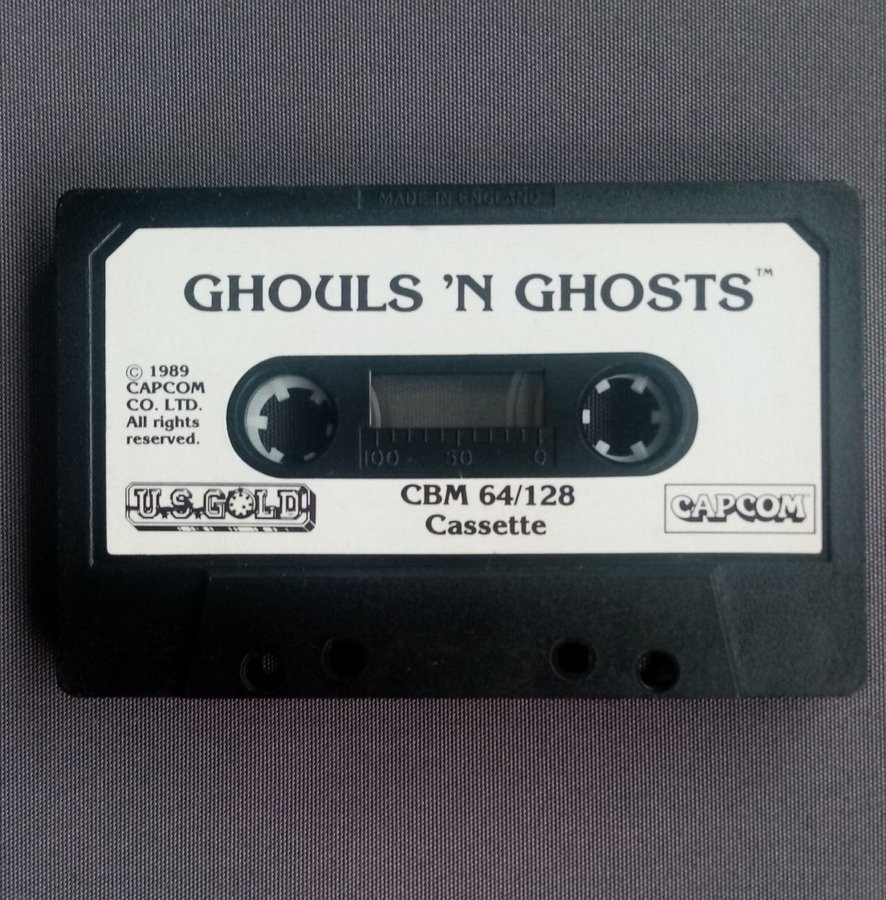 MADE IN ENGLAND
GHOULS 'N GHOSTS™
© 1989
CAPCOM
CO. LTD.
All rights
reserved.
100 50 0
U.S. GOLD
CBM 64/128
Cassette
CAPCOM